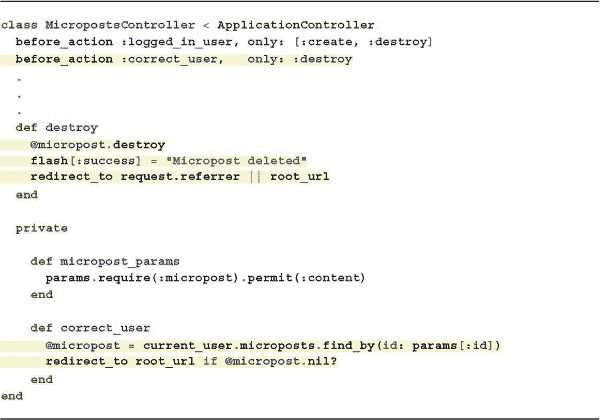 class MicropostsController < ApplicationController
  before_action :logged_in_user, only: [:create, :destroy]
  before_action :correct_user,   only: :destroy
  .
  .
  .
  def destroy
    @micropost.destroy
    flash[:success] = "Micropost deleted"
    redirect_to request.referrer || root_url
  end

  private

    def micropost_params
      params.require(:micropost).permit(:content)
    end

    def correct_user
      @micropost = current_user.microposts.find_by(id: params[:id])
      redirect_to root_url if @micropost.nil?
    end
end